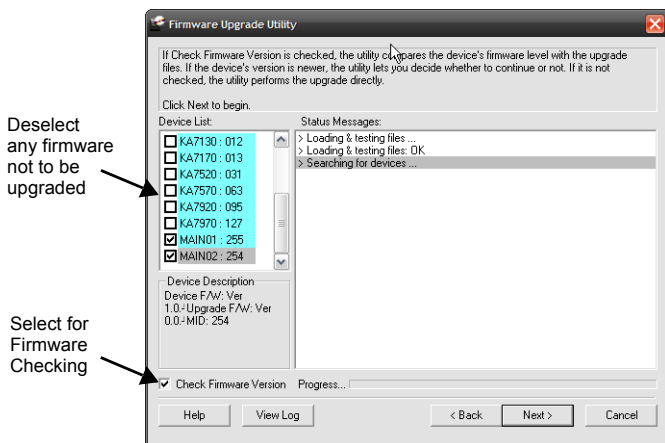 Firmware Upgrade Utility
If Check Firmware Version is checked, the utility compares the device's firmware level with the upgrade
files. If the device's version is newer, the utility lets you decide whether to continue or not. If it is not
checked, the utility performs the upgrade directly.
Click Next to begin.
Device List:
Status Messages:
Deselect
any firmware
not to be
upgraded
KA7130 : 012
KA7170 : 013
KA7520 : 031
KA7570 : 063
KA7920 : 095
KA7970 : 127
MAIN01 : 255
MAIN02 : 254
> Loading & testing files ...
> Loading & testing files: OK
> Searching for devices ...
Device Description
Device F/W: Ver
1.0.-Upgrade F/W: Ver
0.0.-MID: 254
Select for
Firmware
Checking
Check Firmware Version
Progress...
Help
View Log
< Back
Next >
Cancel